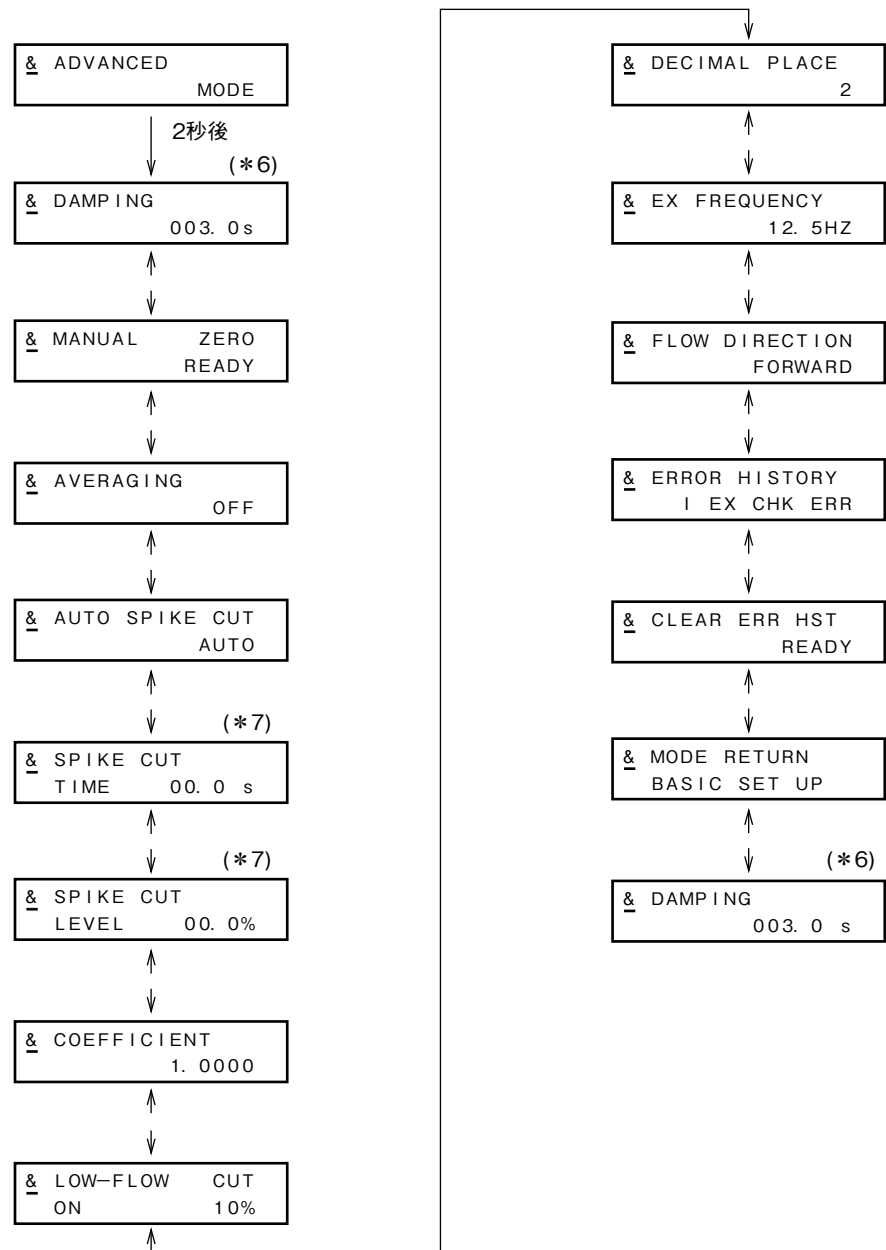 & ADVANCED
MODE
2秒後
(*6)
& DAMPING
003.0s
& MANUAL ZERO
READY
& AVERAGING
OFF
& AUTO SPIKE CUT
AUTO
(*7)
& SPIKE CUT
TIME 00.0 s
(*7)
& SPIKE CUT
LEVEL 00.0%
& COEFFICIENT
1.0000
& LOW-FLOW CUT
ON 10%
& DECIMAL PLACE
2
& EX FREQUENCY
12.5HZ
& FLOW DIRECTION
FORWARD
& ERROR HISTORY
I EX CHK ERR
& CLEAR ERR HST
READY
& MODE RETURN
BASIC SET UP
(*6)
& DAMPING
003.0 s